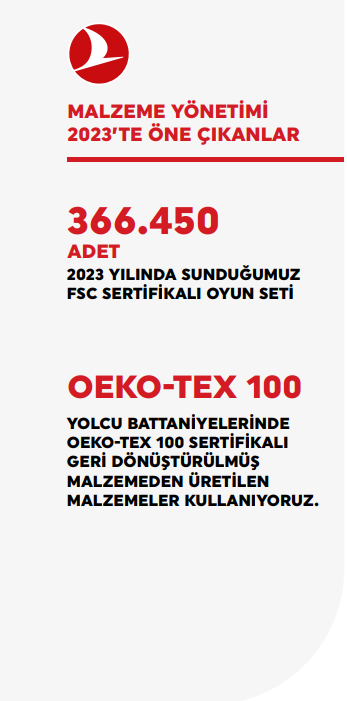 MALZEME YÖNETİMİ
2023'TE ÖNE ÇIKANLAR
366.450
ADET
2023 YILINDA SUNDUĞUMUZ
FSC SERTİFİKALI OYUN SETİ
OEKO-TEX 100
YOLCU BATTANİYELERİNDE
OEKO-TEX 100 SERTİFİKALI
GERİ DÖNÜŞTÜRÜLMÜŞ
MALZEMEDEN ÜRETİLEN
MALZEMELER KULLANIYORUZ.